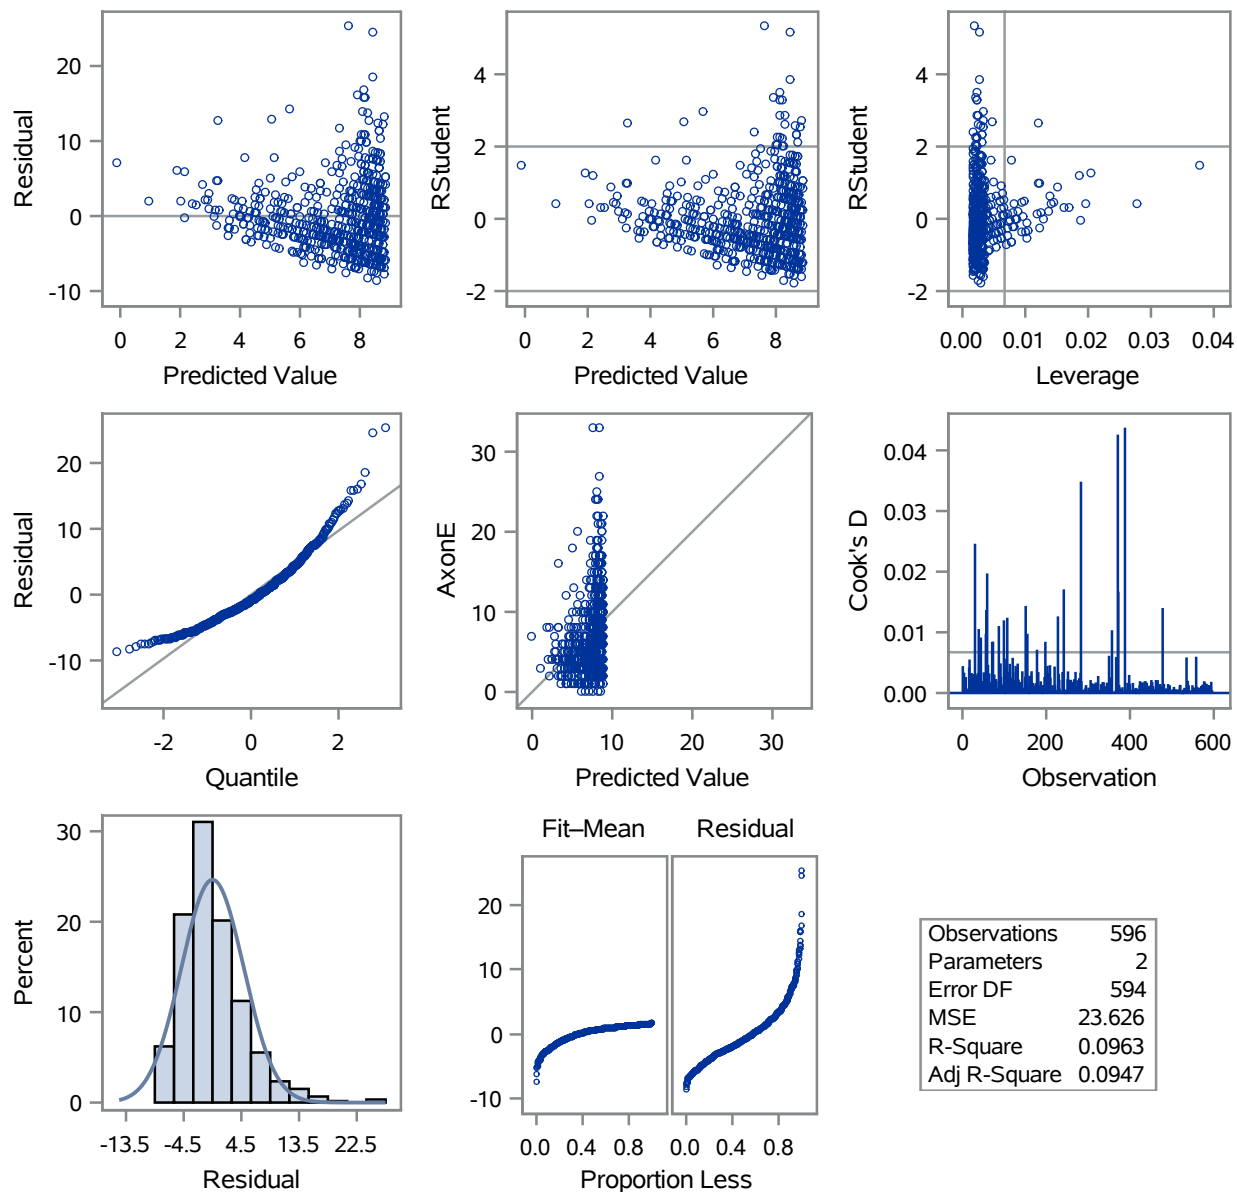 20
10
0
-10
Residual
0 2 4 6 8
Predicted Value
4
2
0
-2
RStudent
0 2 4 6 8
Predicted Value
4
2
0
-2
RStudent
0.00 0.01 0.02 0.03 0.04
Leverage
20
10
0
-10
Residual
-2 0 2
Quantile
30
20
10
0
AxonE
0 10 20 30
Predicted Value
0.04
0.03
0.02
0.01
0.00
Cook's D
0 200 400 600
Observation
30
20
10
0
Percent
-13.5 -4.5 4.5 13.5 22.5
Residual
Fit–Mean Residual
20
10
0
-10
0.0 0.4 0.8 0.0 0.4 0.8
Proportion Less
Observations 596
Parameters 2
Error DF 594
MSE 23.626
R-Square 0.0963
Adj R-Square 0.0947